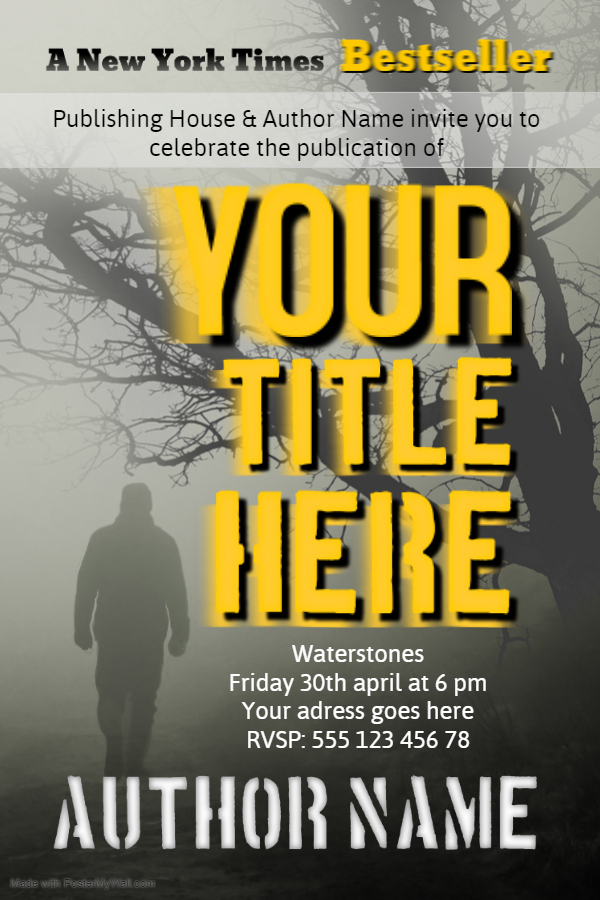 A New York Times Bestseller
Publishing House & Author Name invite you to
celebrate the publication of
YOUR
TITLE
HERE
Waterstones
Friday 30th april at 6 pm
Your adress goes here
RVSP: 555 123 456 78
AUTHOR NAME
Made with PosterMyWall.com